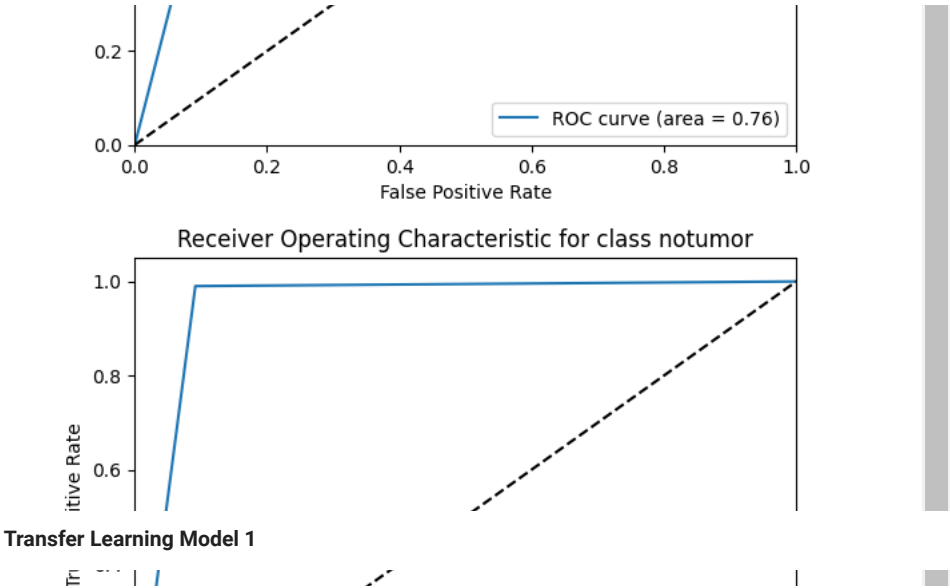 0.2
0.0
ROC curve (area = 0.76)
0.0 0.2 0.4 0.6 0.8 1.0
False Positive Rate
Receiver Operating Characteristic for class notumor
1.0
0.8
0.6
itive Rate
Transfer Learning Model 1
Tri